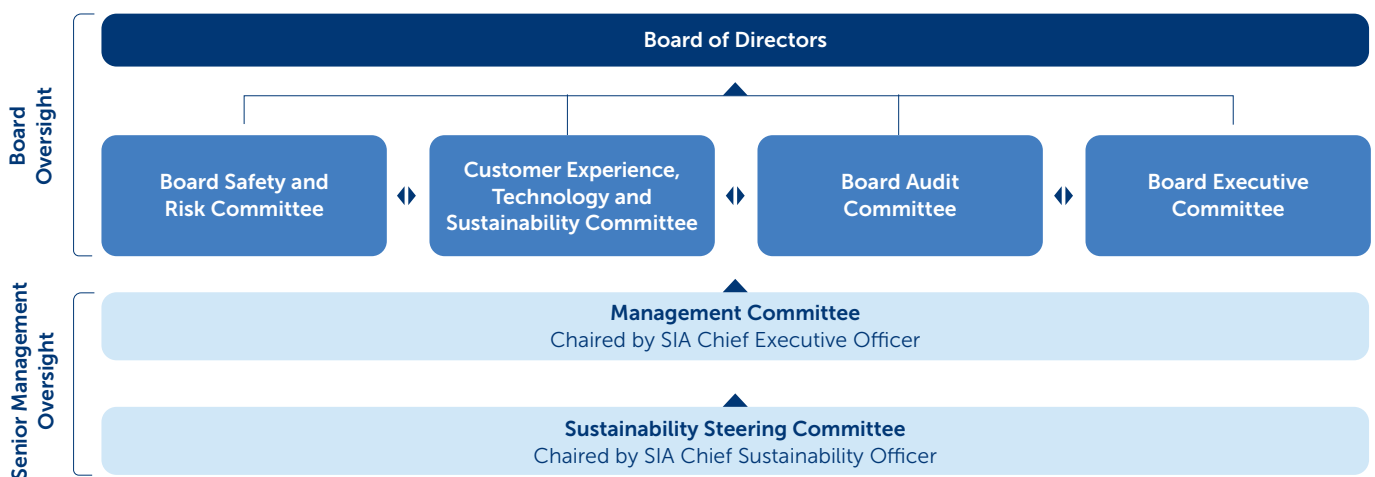 Board of Directors
Board
Oversight
Board Safety and
Risk Committee
Customer Experience,
Technology and
Sustainability Committee
Board Audit
Committee
Board Executive
Committee
Senior Management
Oversight
Management Committee
Chaired by SIA Chief Executive Officer
Sustainability Steering Committee
Chaired by SIA Chief Sustainability Officer